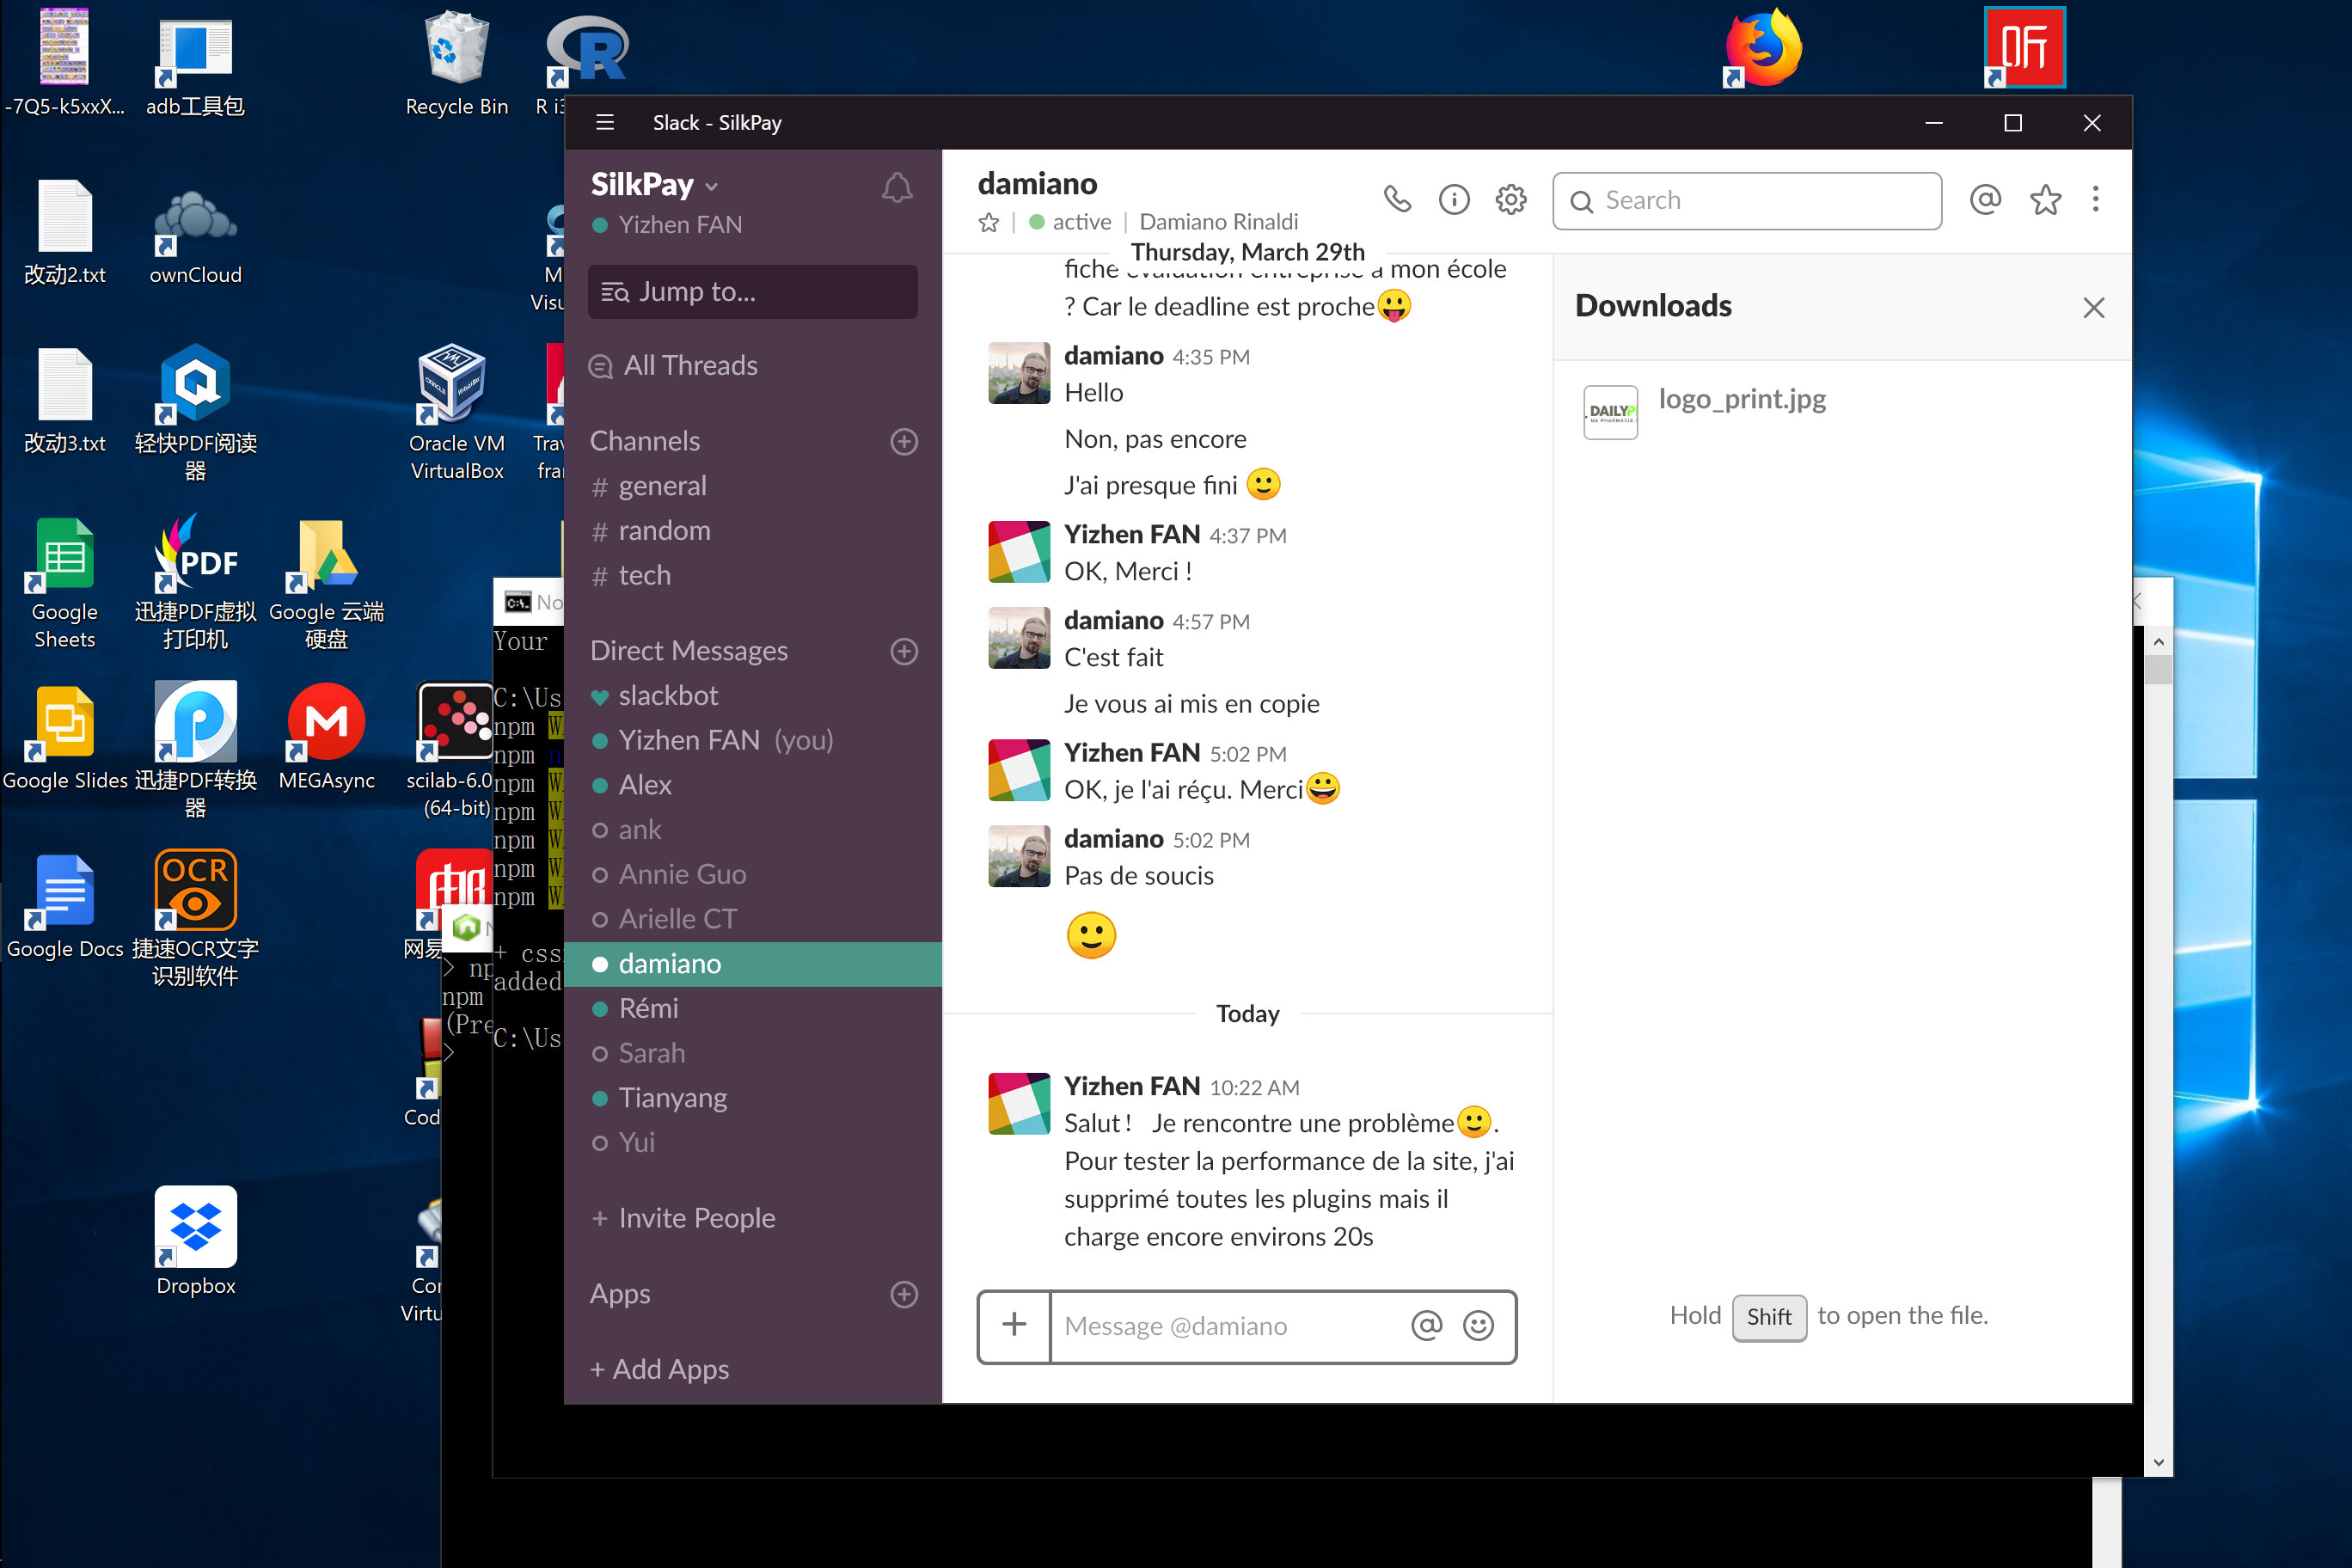 -7Q5-k5xxX...
adb工具包
Recycle Bin
改动2.txt
ownCloud
改动3.txt
轻快PDF阅读
器
Oracle VM
VirtualBox
Google
Sheets
PDF
迅捷PDF虚拟
打印机
Google 云端
硬盘
Google Slides
迅捷PDF转换
器
MEGAsync
scilab-6.0
(64-bit)
Google Docs
OCR
捷速OCR文字
识别软件
网易
Dropbox
Your
C:\Us
npm
npm
npm
npm
npm
npm
npm
+ css
added
C:\Us
> np
npm
(Pre
>
Slack - SilkPay
SilkPay
Yizhen FAN
Jump to...
All Threads
Channels
# general
# random
# tech
Direct Messages
slackbot
Yizhen FAN (you)
Alex
ank
Annie Guo
Arielle CT
damiano
Rémi
Sarah
Tianyang
Yui
+ Invite People
Apps
+ Add Apps
damiano
active | Damiano Rinaldi
Search
Thursday, March 29th
fiche évaluation entreprise à mon école
? Car le deadline est proche😛
damiano 4:35 PM
Hello
Non, pas encore
J'ai presque fini 🙂
Yizhen FAN 4:37 PM
OK, Merci !
damiano 4:57 PM
C'est fait
Je vous ai mis en copie
Yizhen FAN 5:02 PM
OK, je l'ai réçu. Merci😀
damiano 5:02 PM
Pas de soucis
🙂
Today
Yizhen FAN 10:22 AM
Salut! Je rencontre une problème🙂.
Pour tester la performance de la site, j'ai
supprimé toutes les plugins mais il
charge encore environs 20s
Message @damiano
Downloads
DAILYP
MA PHARMACIE
logo_print.jpg
Hold Shift to open the file.
听